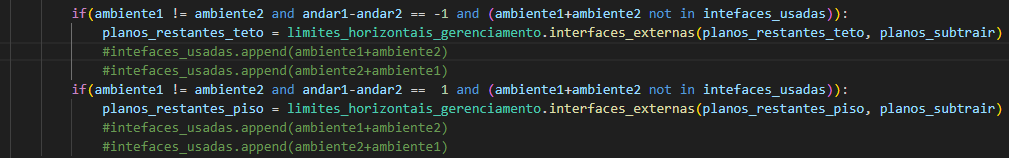 if(ambiente1 != ambiente2 and andar1-andar2 == -1 and (ambiente1+ambiente2 not in intefaces_usadas)):
planos_restantes_teto = limites_horizontais_gerenciamento.interfaces_externas(planos_restantes_teto, planos_subtrair)
#intefaces_usadas.append(ambiente1+ambiente2)
#intefaces_usadas.append(ambiente2+ambiente1)
if(ambiente1 != ambiente2 and andar1-andar2 ==  1 and (ambiente1+ambiente2 not in intefaces_usadas)):
planos_restantes_piso = limites_horizontais_gerenciamento.interfaces_externas(planos_restantes_piso, planos_subtrair)
#intefaces_usadas.append(ambiente1+ambiente2)
#intefaces_usadas.append(ambiente2+ambiente1)